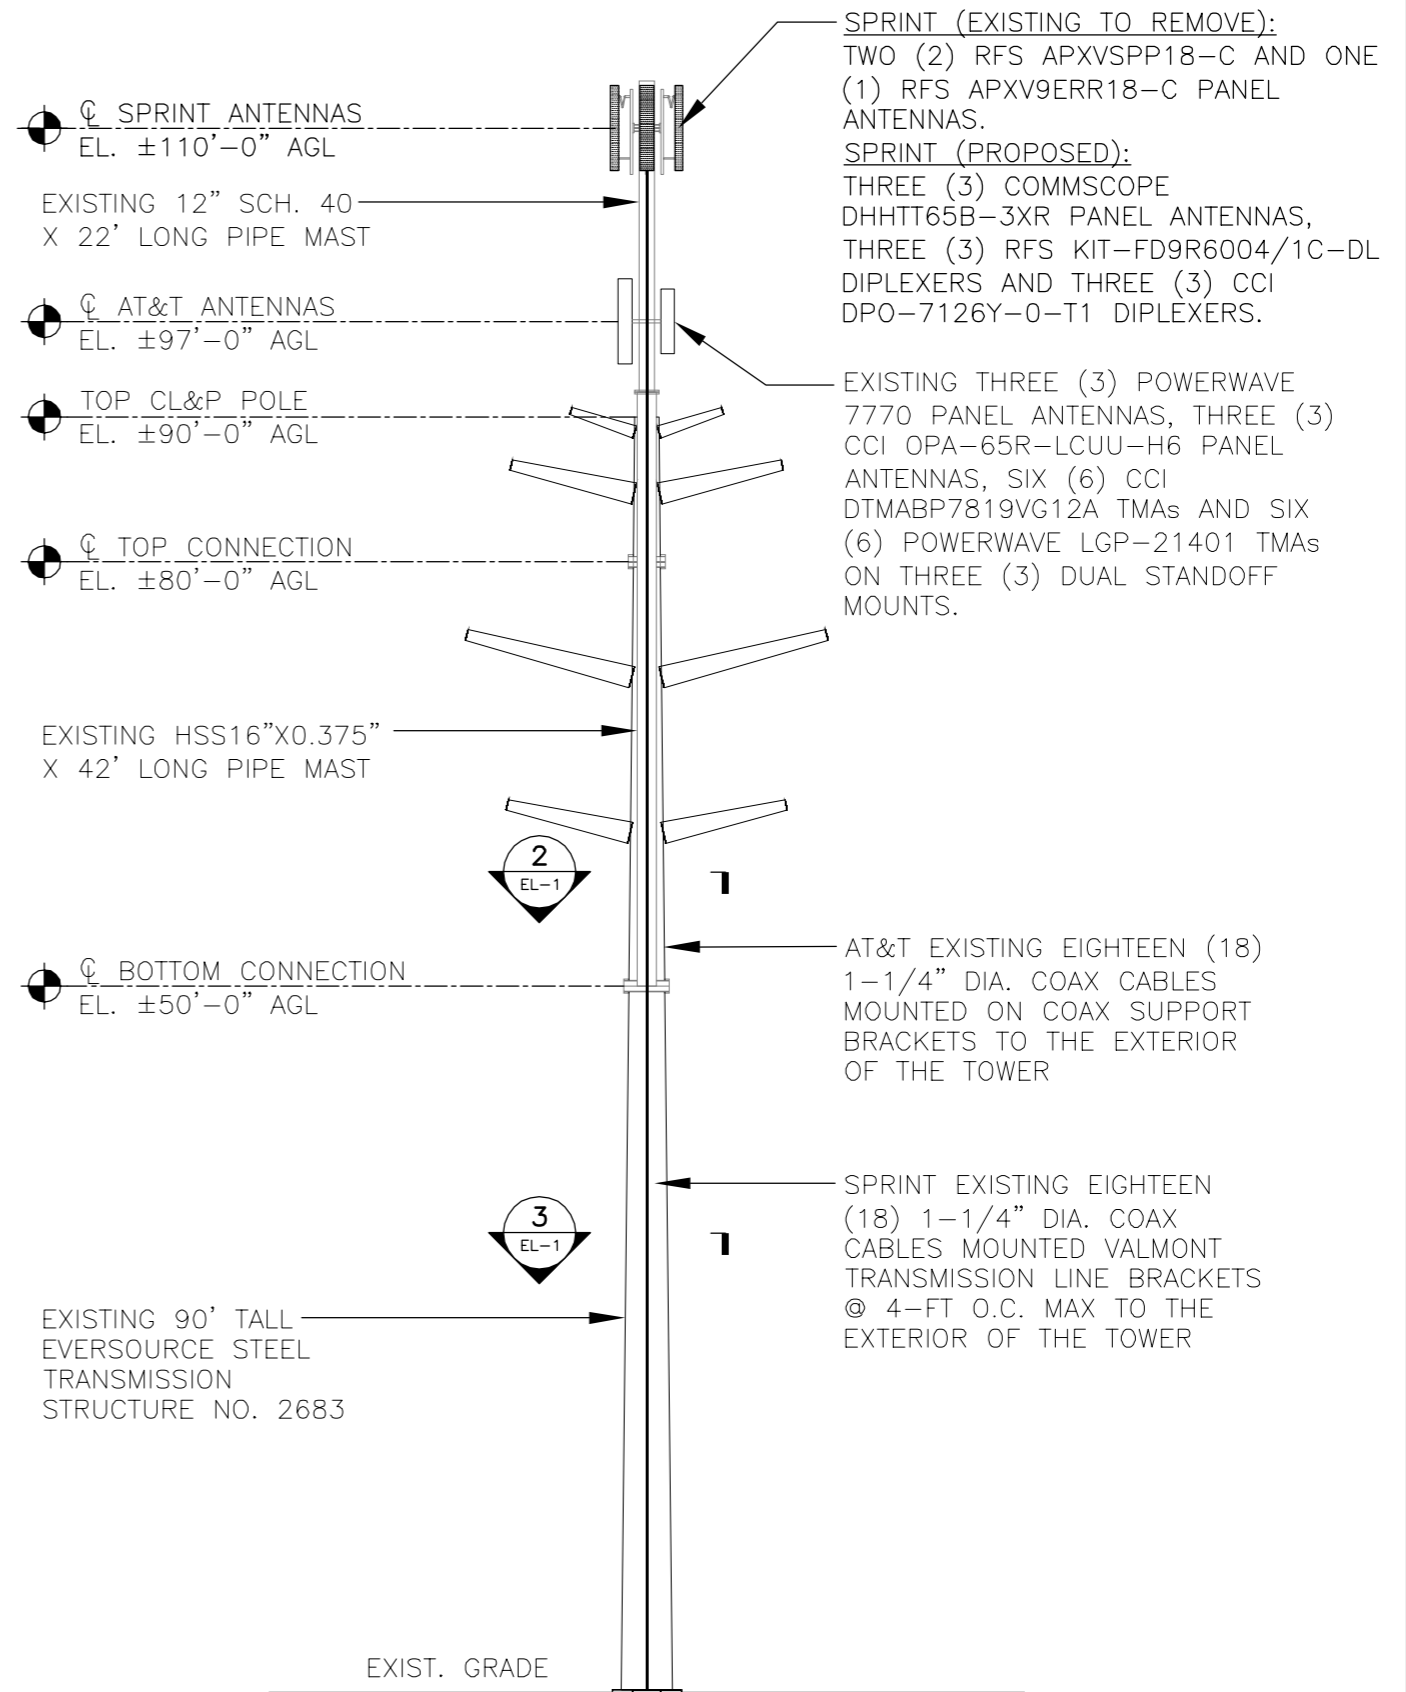 SPRINT (EXISTING TO REMOVE):
TWO (2) RFS APXVSPP18-C AND ONE
(1) RFS APXV9ERR18-C PANEL
ANTENNAS.
SPRINT (PROPOSED):
THREE (3) COMMSCOPE
DHHTT65B-3XR PANEL ANTENNAS,
THREE (3) RFS KIT-FD9R6004/1C-DL
DIPLEXERS AND THREE (3) CCI
DPO-7126Y-0-T1 DIPLEXERS.
℄ SPRINT ANTENNAS
EL. ±110'-0" AGL
EXISTING 12" SCH. 40
X 22' LONG PIPE MAST
℄ AT&T ANTENNAS
EL. ±97'-0" AGL
EXISTING THREE (3) POWERWAVE
7770 PANEL ANTENNAS, THREE (3)
CCI OPA-65R-LCUU-H6 PANEL
ANTENNAS, SIX (6) CCI
DTMABP7819VG12A TMAs AND SIX
(6) POWERWAVE LGP-21401 TMAs
ON THREE (3) DUAL STANDOFF
MOUNTS.
TOP CL&P POLE
EL. ±90'-0" AGL
℄ TOP CONNECTION
EL. ±80'-0" AGL
EXISTING HSS16"X0.375"
X 42' LONG PIPE MAST
2
EL-1
℄ BOTTOM CONNECTION
EL. ±50'-0" AGL
AT&T EXISTING EIGHTEEN (18)
1-1/4" DIA. COAX CABLES
MOUNTED ON COAX SUPPORT
BRACKETS TO THE EXTERIOR
OF THE TOWER
SPRINT EXISTING EIGHTEEN
(18) 1-1/4" DIA. COAX
CABLES MOUNTED VALMONT
TRANSMISSION LINE BRACKETS
@ 4-FT O.C. MAX TO THE
EXTERIOR OF THE TOWER
3
EL-1
EXISTING 90' TALL
EVERSOURCE STEEL
TRANSMISSION
STRUCTURE NO. 2683
EXIST. GRADE